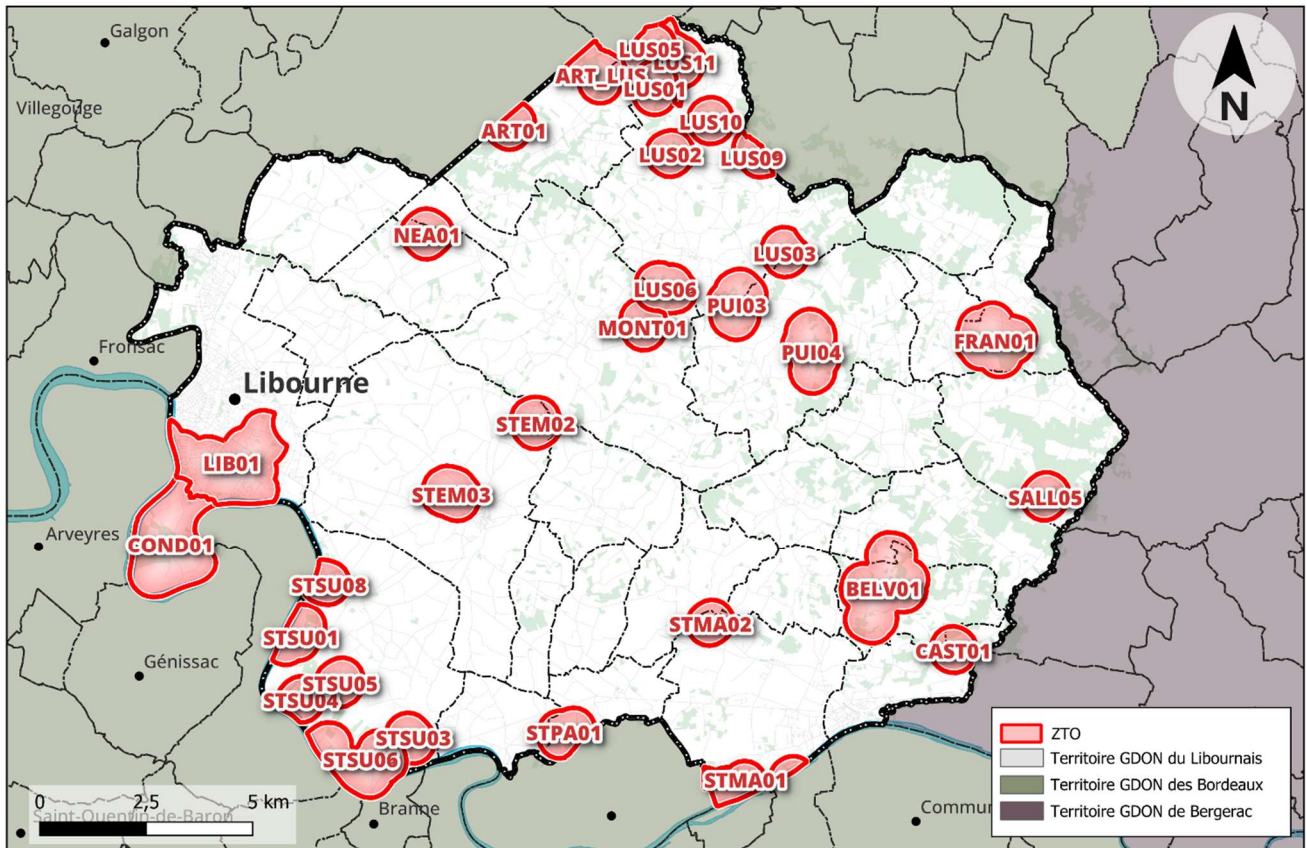 Galgon
Villegouge
LUS05
LUS11
ART_LUS
LUS01
ART01
LUS10
LUS02
LUS09
N
NEA01
LUS03
LUS06
PUI03
MONT01
PUI04
FRAN01
Fronsac
Libourne
STEM02
LIB01
STEM03
SALL05
Arveyres
COND01
STSU08
BELV01
STMA02
STSU01
CAST01
Génissac
STSU05
STSU04
STSU03
STPA01
STSU06
STMA01
Branne
Commun
0 2,5 5 km
Saint-Quentin-de-Baron
ZTO
Territoire GDON du Libournais
Territoire GDON des Bordeaux
Territoire GDON de Bergerac